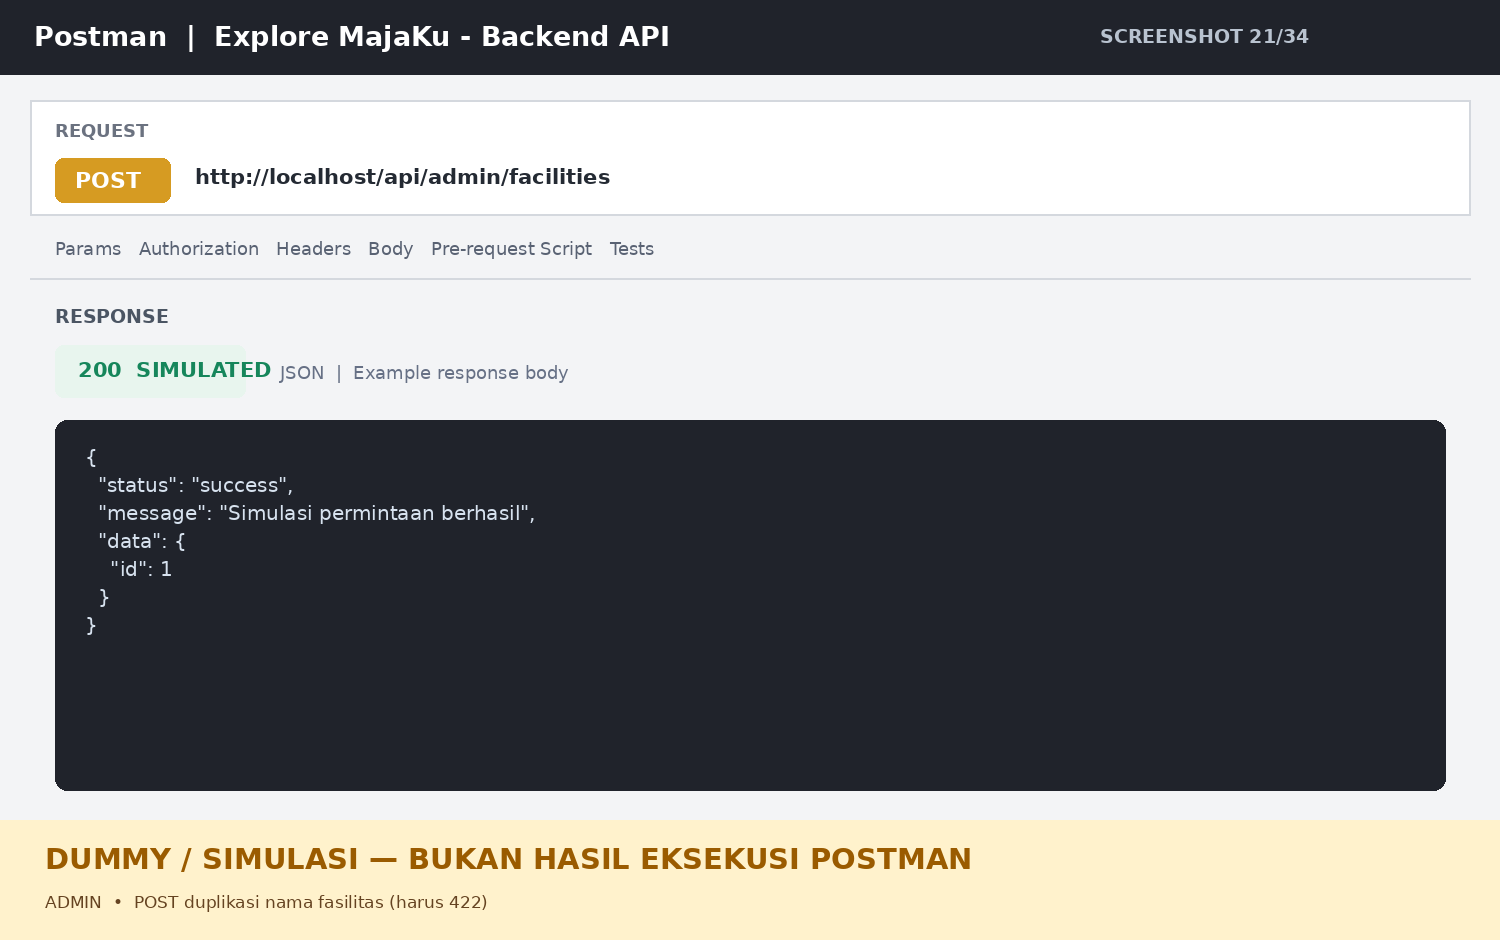 Postman | Explore MajaKu - Backend API
SCREENSHOT 21/34
REQUEST
POST http://localhost/api/admin/facilities
Params Authorization Headers Body Pre-request Script Tests
RESPONSE
200 SIMULATED JSON | Example response body
{
  "status": "success",
  "message": "Simulasi permintaan berhasil",
  "data": {
    "id": 1
  }
}
DUMMY / SIMULASI — BUKAN HASIL EKSEKUSI POSTMAN
ADMIN • POST duplikasi nama fasilitas (harus 422)